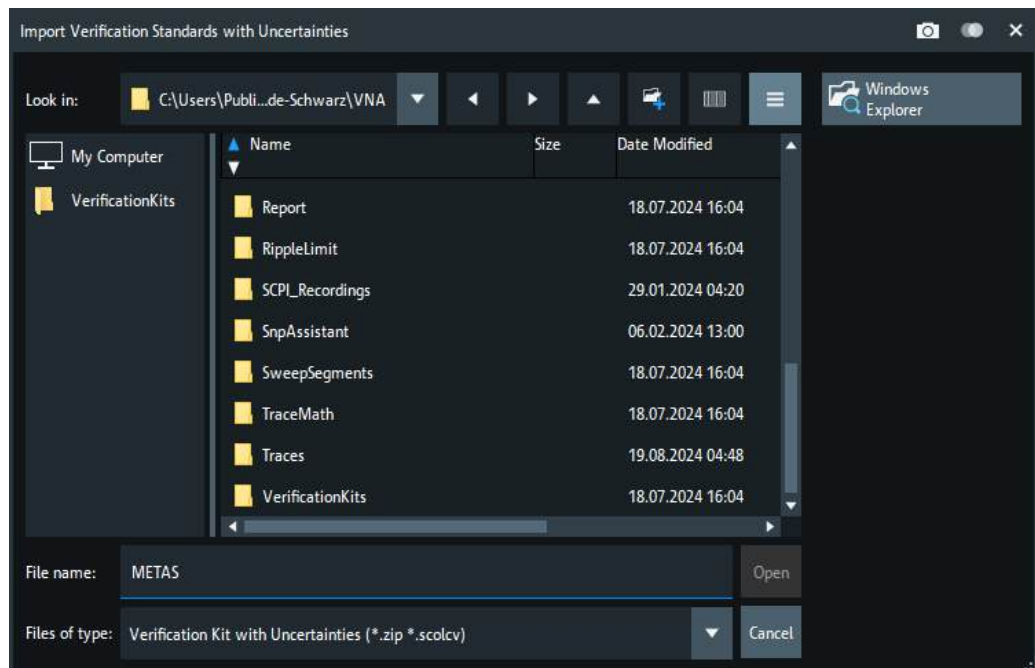 Import Verification Standards with Uncertainties
Look in: C:\Users\Publi...de-Schwarz\VNA
Windows
Explorer
My Computer
VerificationKits
Name Size Date Modified
Report 18.07.2024 16:04
RippleLimit 18.07.2024 16:04
SCPI_Recordings 29.01.2024 04:20
SnpAssistant 06.02.2024 13:00
SweepSegments 18.07.2024 16:04
TraceMath 18.07.2024 16:04
Traces 19.08.2024 04:48
VerificationKits 18.07.2024 16:04
File name: METAS Open
Files of type: Verification Kit with Uncertainties (*.zip *.scolcv) Cancel